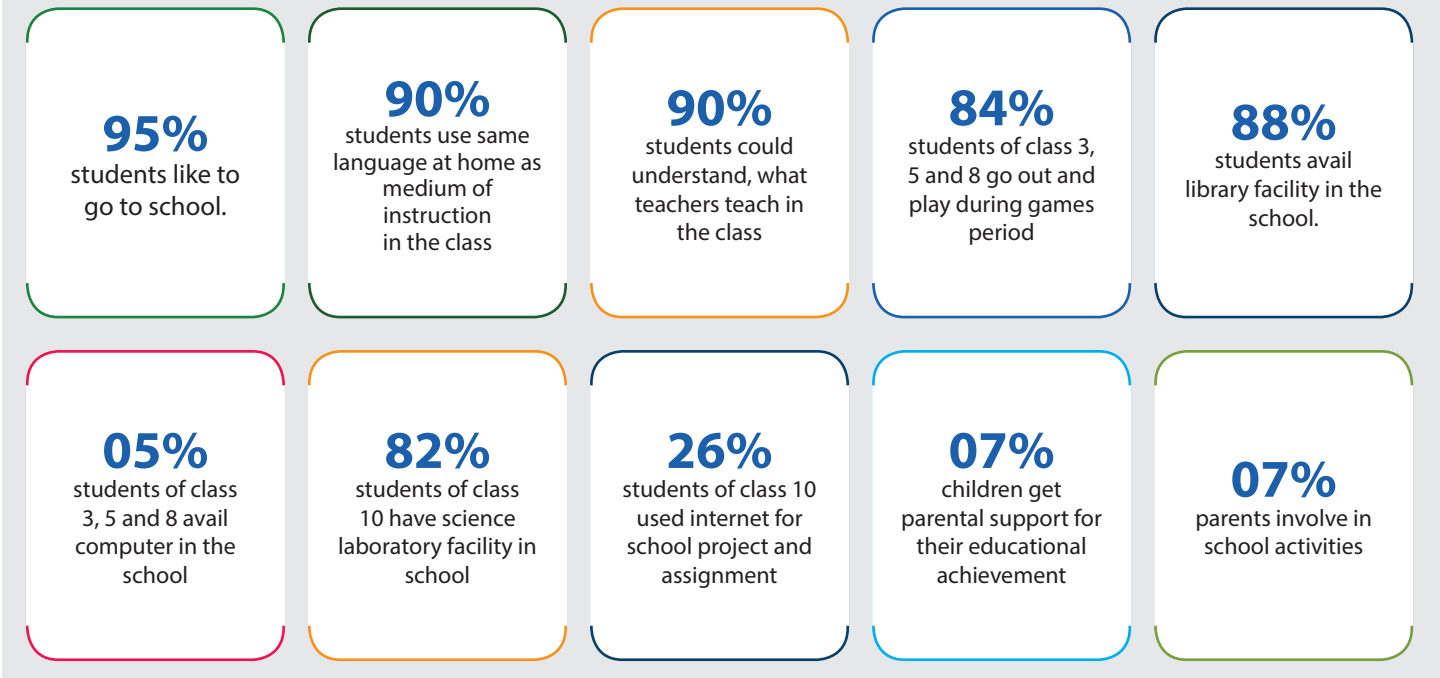 95%
students like to
go to school.
90%
students use same
language at home as
medium of
instruction
in the class
90%
students could
understand, what
teachers teach in
the class
84%
students of class 3,
5 and 8 go out and
play during games
period
88%
students avail
library facility in the
school.
05%
students of class
3, 5 and 8 avail
computer in the
school
82%
students of class
10 have science
laboratory facility in
school
26%
students of class 10
used internet for
school project and
assignment
07%
children get
parental support for
their educational
achievement
07%
parents involve in
school activities